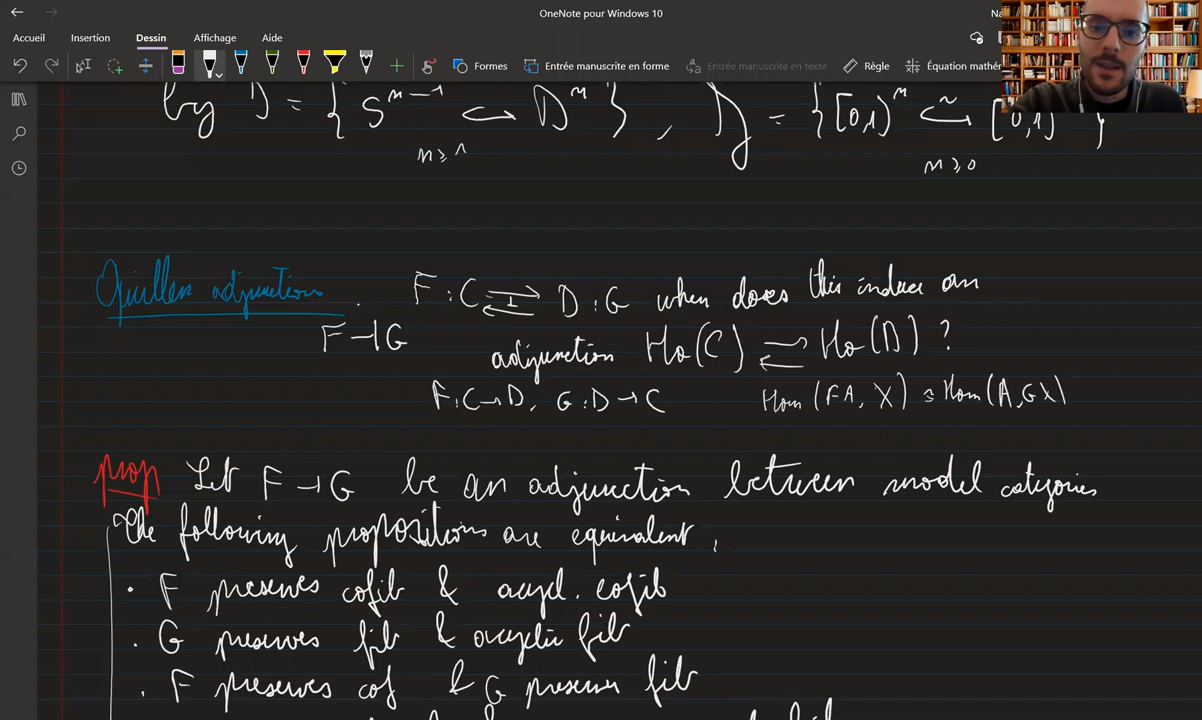 OneNote pour Windows 10
Accueil Insertion Dessin Affichage Aide
Formes Entrée manuscrite en forme Entrée manuscrite en texte Règle Équation mathém
by I = { S^{n-1} ↪ D^n }, J = { [0,1)^n ↪~ [0,1)
n ≥ 1 n ≥ 0
Quillen adjunctions. F : C ⇄ D : G when does this induce an
F ⊣ G adjunction Ho(C) ⇄ Ho(D) ?
F : C → D, G : D → C Hom (FA, X) ≅ Hom (A, GX)
prop Let F ⊣ G be an adjunction between model categories
The following propositions are equivalent,
· F preserves cofib & acycl. cofib
· G preserves fib & acyclic fib
· F preserves cof & G preserves fib